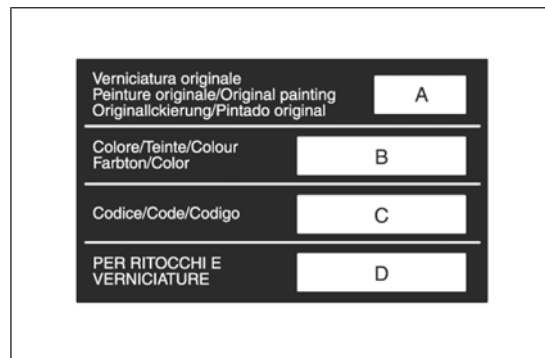 Verniciatura originale
Peinture originale/Original painting
Originallckierung/Pintado original
A
Colore/Teinte/Colour
Farbton/Color
B
Codice/Code/Codigo
C
PER RITOCCHI E
VERNICIATURE
D